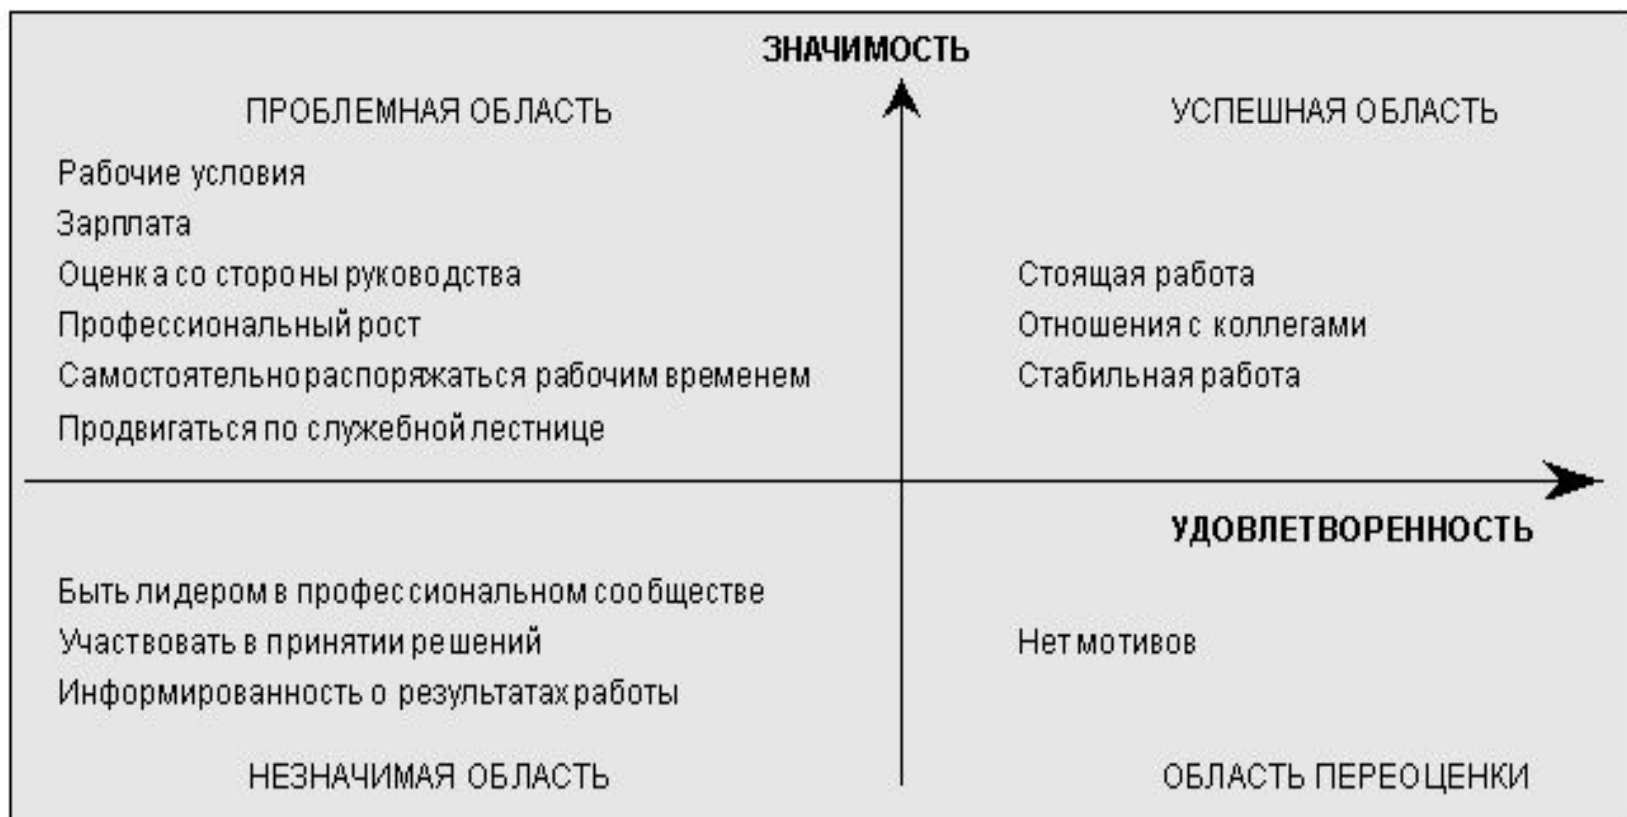 ЗНАЧИМОСТЬ
ПРОБЛЕМНАЯ ОБЛАСТЬ
УСПЕШНАЯ ОБЛАСТЬ
Рабочие условия
Зарплата
Оценка со стороны руководства
Стоящая работа
Профессиональный рост
Отношения с коллегами
Самостоятельно распоряжаться рабочим временем
Стабильная работа
Продвигаться по служебной лестнице
УДОВЛЕТВОРЕННОСТЬ
Быть лидером в профессиональном сообществе
Участвовать в принятии решений
Нет мотивов
Информированность о результатах работы
НЕЗНАЧИМАЯ ОБЛАСТЬ
ОБЛАСТЬ ПЕРЕОЦЕНКИ